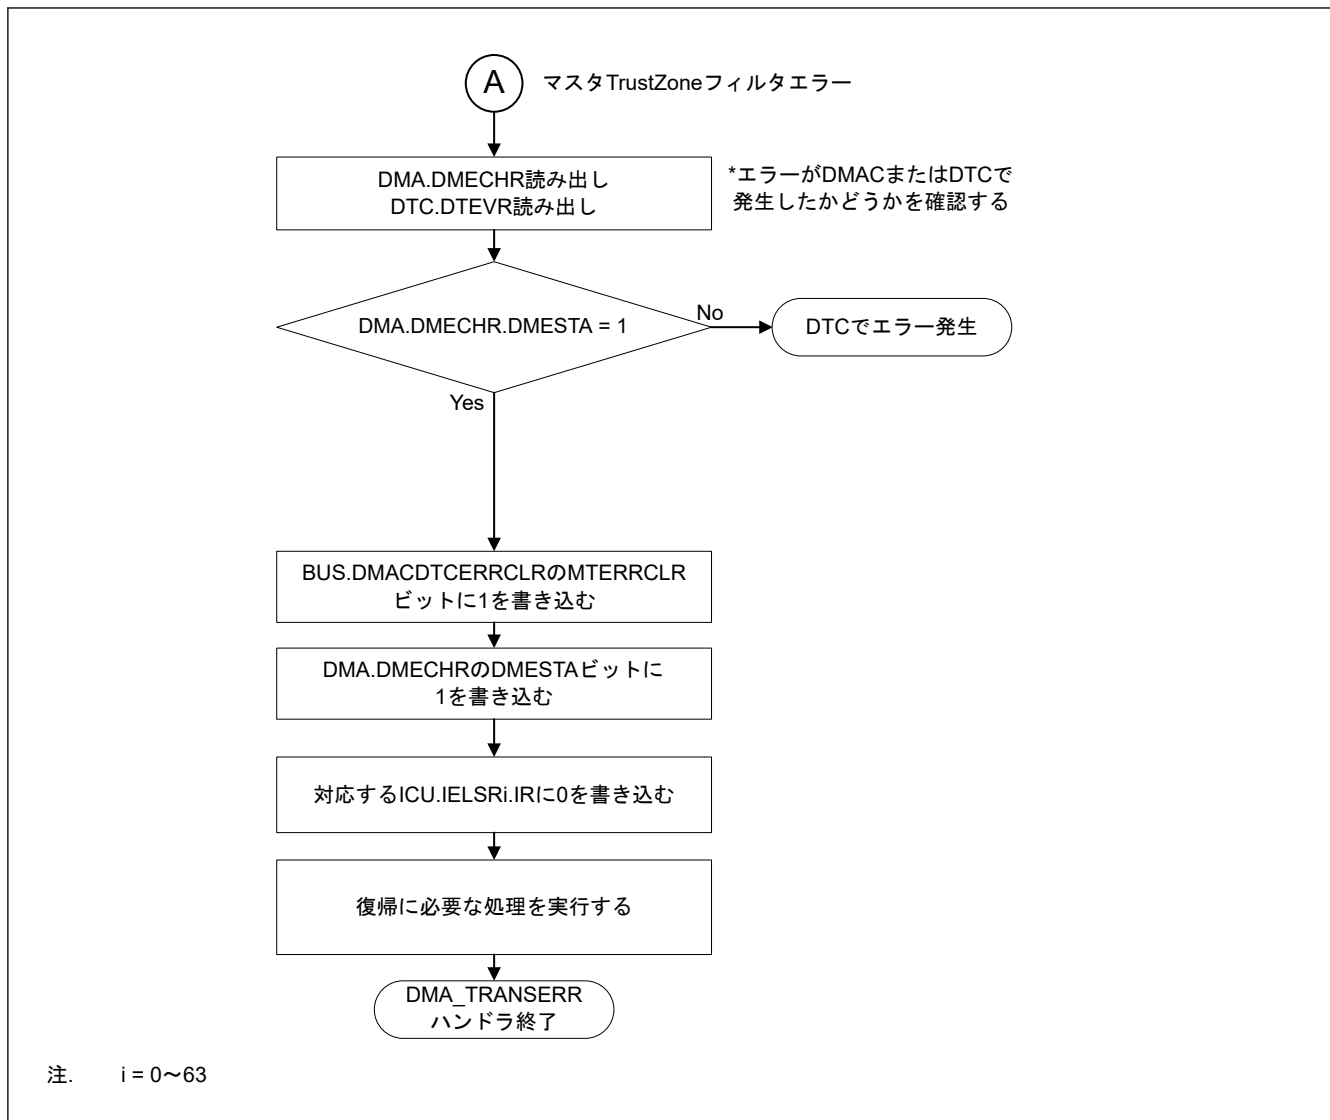 A
マスタTrustZoneフィルタエラー
DMA.DMECHR読み出し
DTC.DTEVR読み出し
*エラーがDMACまたはDTCで
発生したかどうかを確認する
DMA.DMECHR.DMESTA = 1
No
DTCでエラー発生
Yes
BUS.DMACDTCERRCLRのMTERRCLR
ビットに1を書き込む
DMA.DMECHRのDMESTAビットに
1を書き込む
対応するICU.IELSRi.IRに0を書き込む
復帰に必要な処理を実行する
DMA_TRANSERR
ハンドラ終了
注. i = 0～63